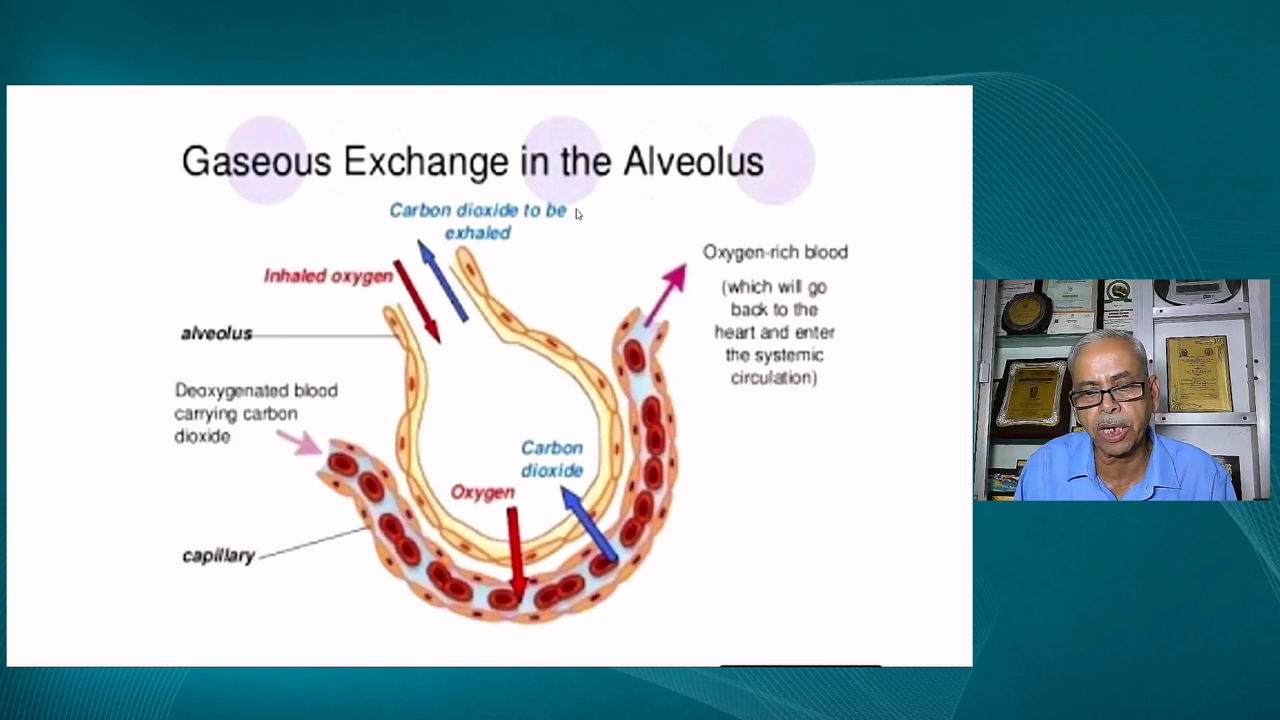 Gaseous Exchange in the Alveolus
Carbon dioxide to be
exhaled
Inhaled oxygen
Oxygen-rich blood
(which will go
back to the
heart and enter
the systemic
circulation)
alveolus
Deoxygenated blood
carrying carbon
dioxide
Carbon
dioxide
Oxygen
capillary